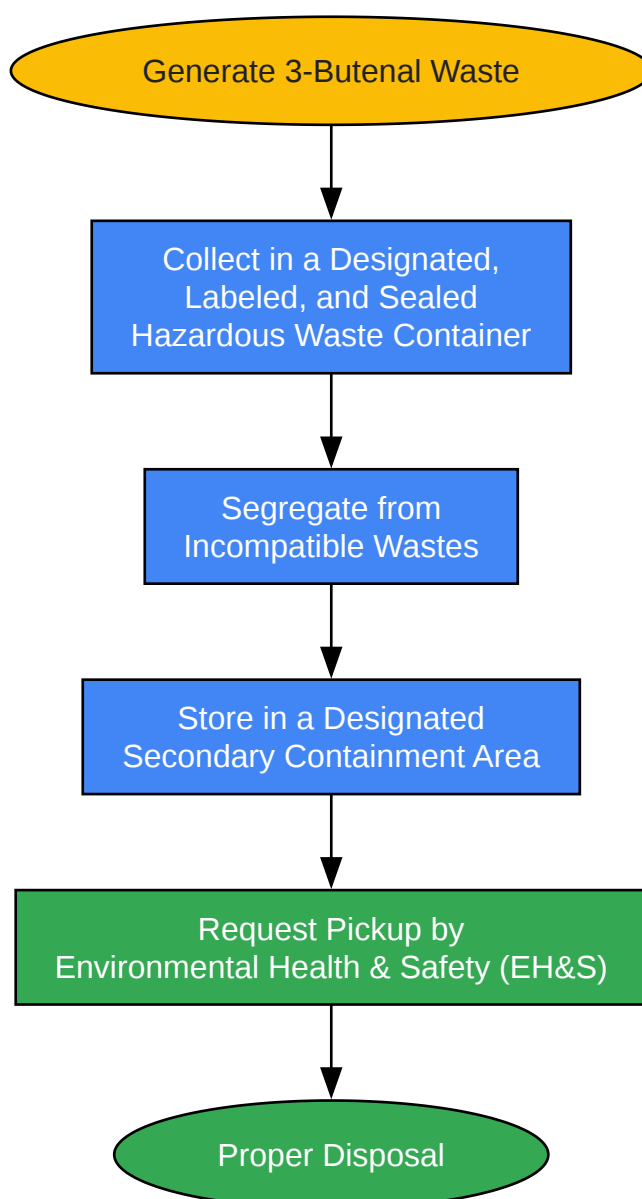 Generate 3-Butenal Waste
Collect in a Designated,
Labeled, and Sealed
Hazardous Waste Container
Segregate from
Incompatible Wastes
Store in a Designated
Secondary Containment Area
Request Pickup by
Environmental Health & Safety (EH&S)
Proper Disposal